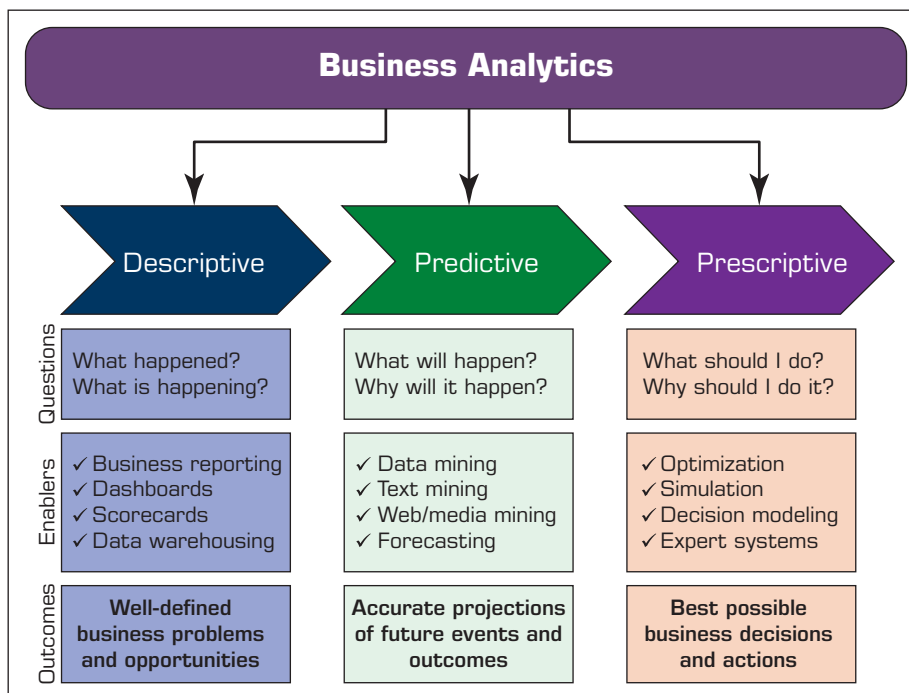 Business Analytics
Descriptive
Predictive
Prescriptive
Questions
What happened?
What is happening?
What will happen?
Why will it happen?
What should I do?
Why should I do it?
Enablers
✓ Business reporting
✓ Dashboards
✓ Scorecards
✓ Data warehousing
✓ Data mining
✓ Text mining
✓ Web/media mining
✓ Forecasting
✓ Optimization
✓ Simulation
✓ Decision modeling
✓ Expert systems
Outcomes
Well-defined
business problems
and opportunities
Accurate projections
of future events and
outcomes
Best possible
business decisions
and actions